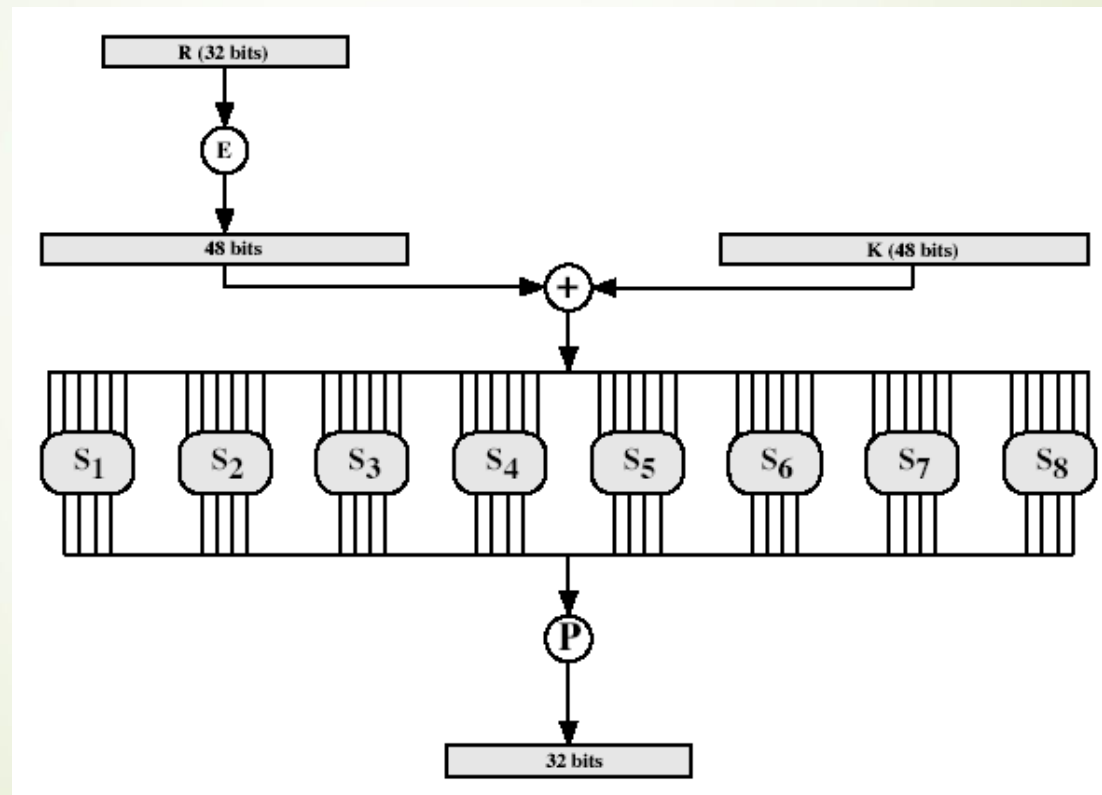 R (32 bits)
E
48 bits
K (48 bits)
+
S1 S2 S3 S4 S5 S6 S7 S8
P
32 bits